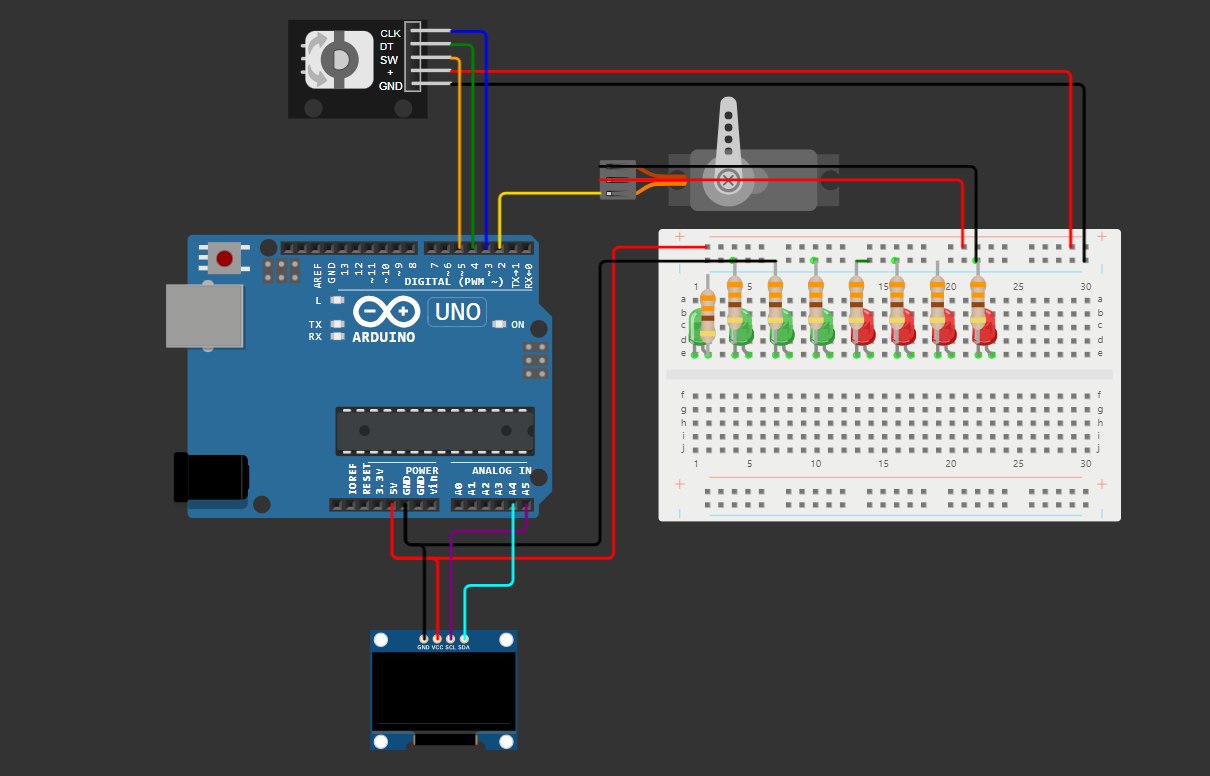 CLK
DT
SW
+
GND
AREF
GND
13
12
~11
~10
~9
8
7
~6
~5
4
~3
2
TX→1
RX←0
DIGITAL (PWM ~)
L
TX
RX
ARDUINO
UNO
ON
IOREF
RESET
3.3V
5V
GND
GND
Vin
POWER
ANALOG IN
A0
A1
A2
A3
A4
A5
GND VCC SCL SDA
+ +
1 5 10 15 20 25 30
a a
b b
c c
d d
e e
f f
g g
h h
i i
j j
1 5 10 15 20 25 30
+ +